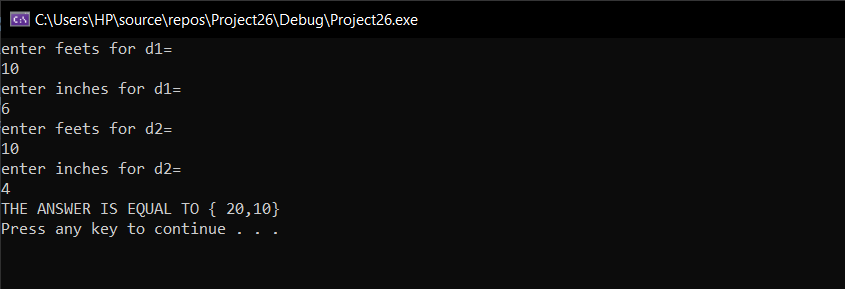 C:\Users\HP\source\repos\Project26\Debug\Project26.exe
enter feets for d1=
10
enter inches for d1=
6
enter feets for d2=
10
enter inches for d2=
4
THE ANSWER IS EQUAL TO { 20,10}
Press any key to continue . . .